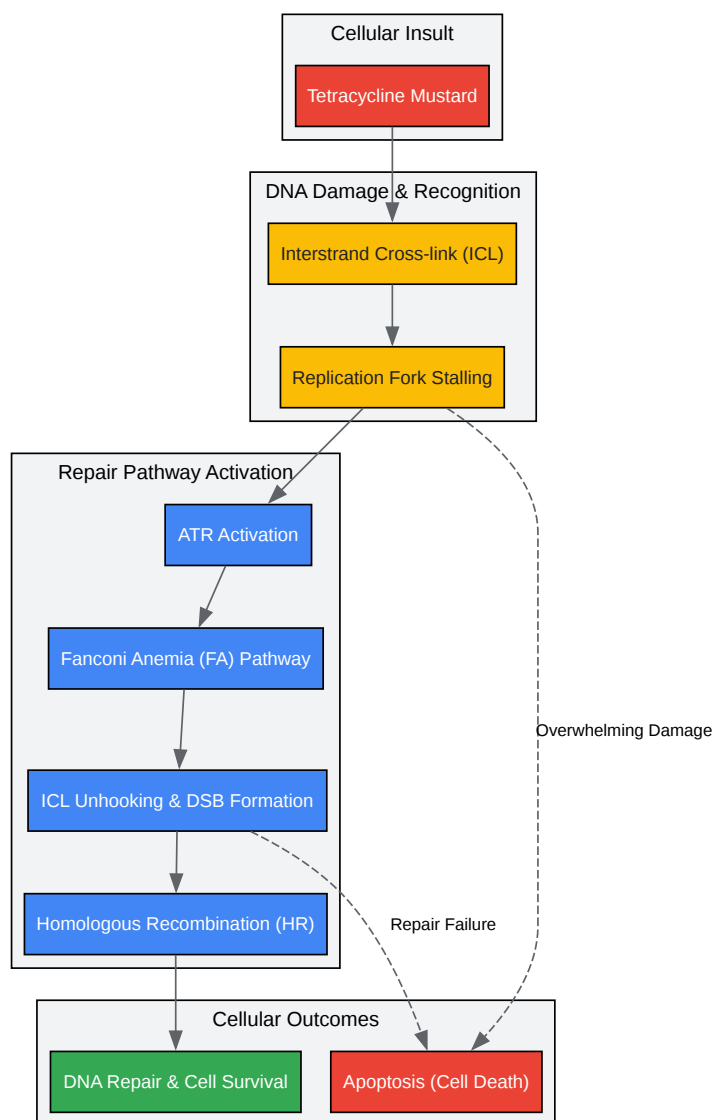 Cellular Insult
Tetracycline Mustard
DNA Damage & Recognition
Interstrand Cross-link (ICL)
Replication Fork Stalling
Repair Pathway Activation
ATR Activation
Fanconi Anemia (FA) Pathway
Overwhelming Damage
ICL Unhooking & DSB Formation
Homologous Recombination (HR)
Repair Failure
Cellular Outcomes
DNA Repair & Cell Survival
Apoptosis (Cell Death)